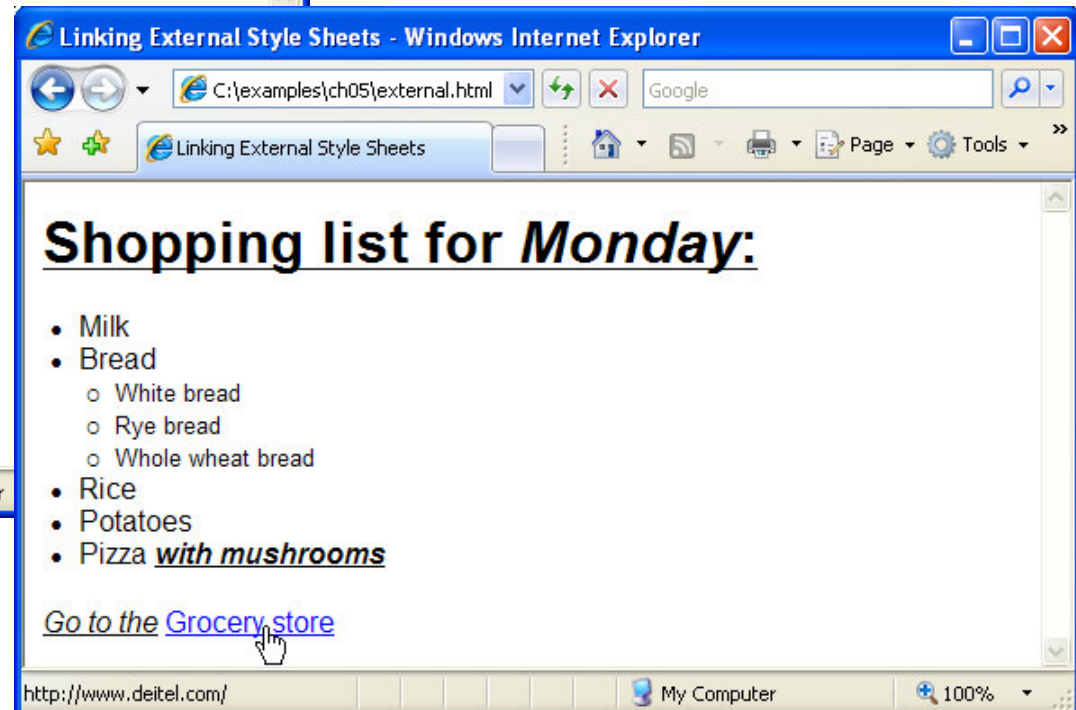 Linking External Style Sheets - Windows Internet Explorer
C:\examples\ch05\external.html Google
Linking External Style Sheets Page Tools »
Shopping list for Monday:
• Milk
• Bread
o White bread
o Rye bread
o Whole wheat bread
• Rice
• Potatoes
• Pizza with mushrooms
Go to the Grocery store
http://www.deitel.com/ My Computer 100%